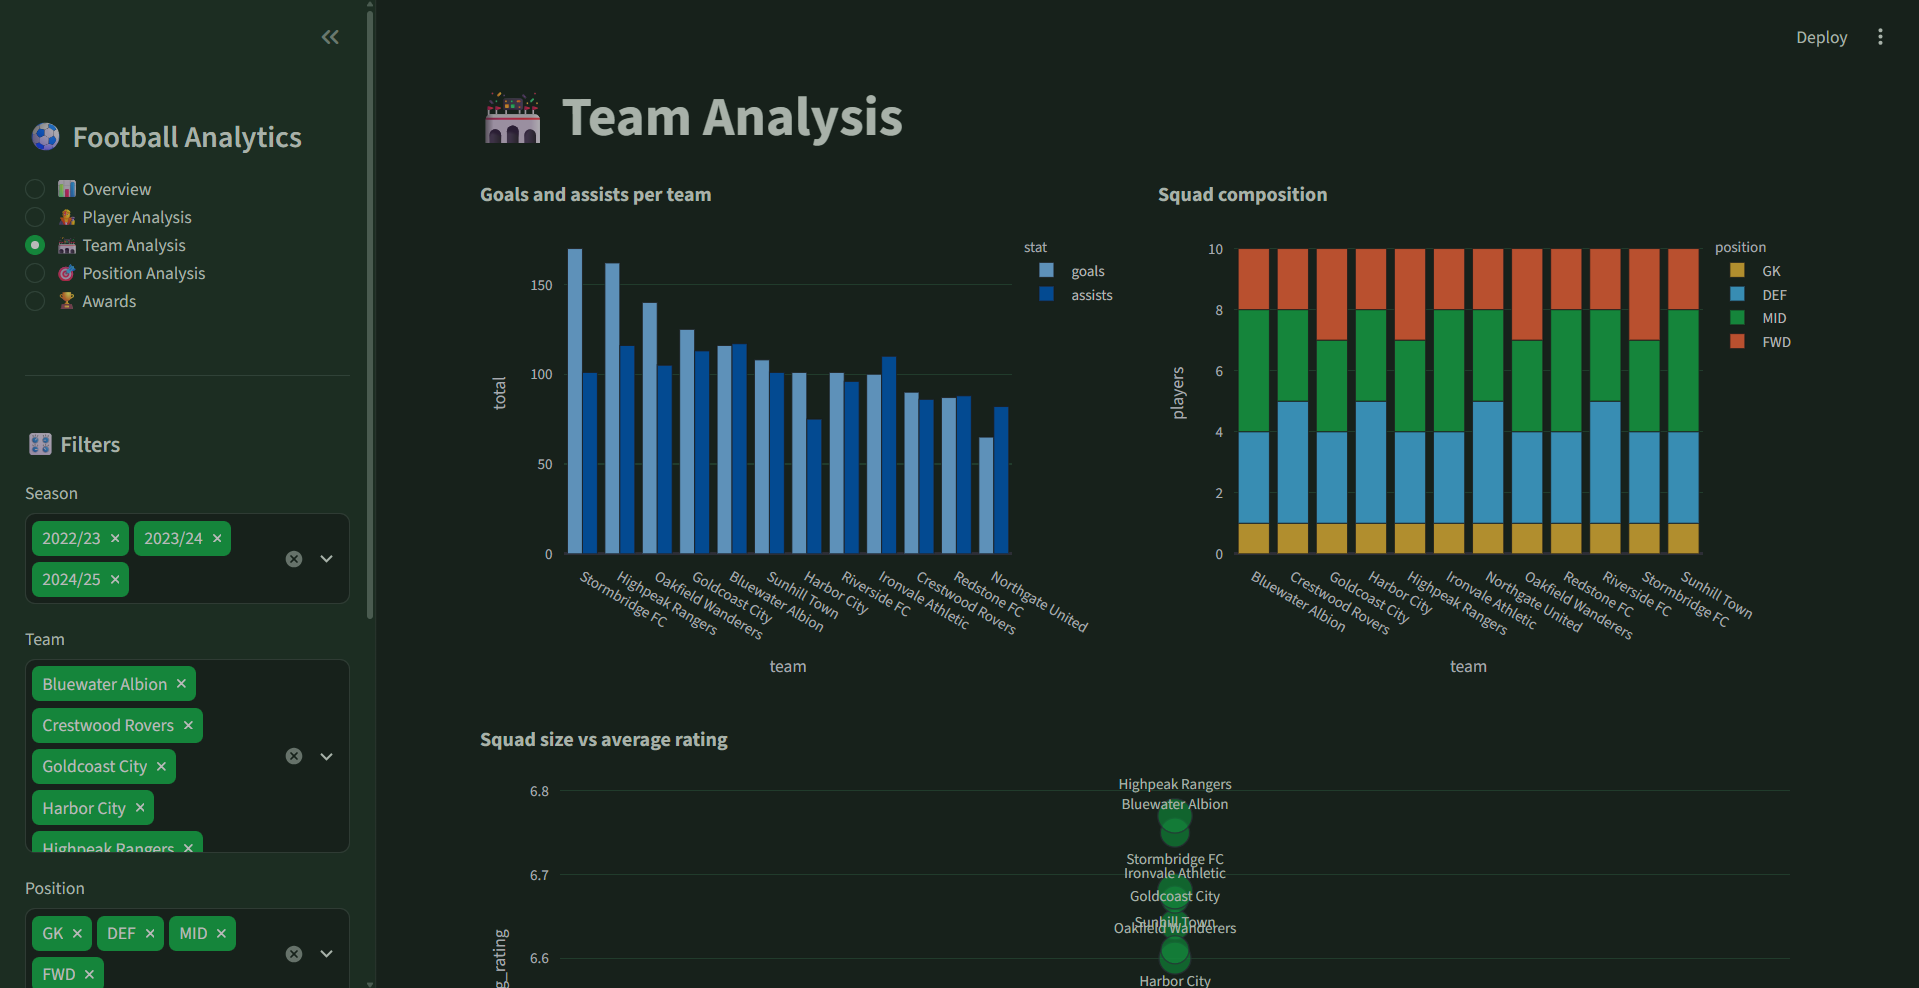 Deploy
Football Analytics
Overview
Player Analysis
Team Analysis
Position Analysis
Awards
Filters
Season
2022/23 × 2023/24 ×
2024/25 ×
Team
Bluewater Albion ×
Crestwood Rovers ×
Goldcoast City ×
Harbor City ×
Highpeak Rangers ×
Position
GK × DEF × MID ×
FWD ×
Team Analysis
Goals and assists per team
stat
goals
assists
total
150
100
50
0
Stormbridge FC
Highpeak Rangers
Oakfield Wanderers
Goldcoast City
Bluewater Albion
Sunhill Town
Harbor City
Riverside FC
Ironvale Athletic
Crestwood Rovers
Redstone FC
Northgate United
team
Squad composition
position
GK
DEF
MID
FWD
players
10
8
6
4
2
0
Bluewater Albion
Crestwood Rovers
Goldcoast City
Harbor City
Highpeak Rangers
Ironvale Athletic
Northgate United
Oakfield Wanderers
Redstone FC
Riverside FC
Stormbridge FC
Sunhill Town
team
Squad size vs average rating
6.8
6.7
6.6
g_rating
Highpeak Rangers
Bluewater Albion
Stormbridge FC
Ironvale Athletic
Goldcoast City
Sunhill Town
Oakfield Wanderers
Harbor City